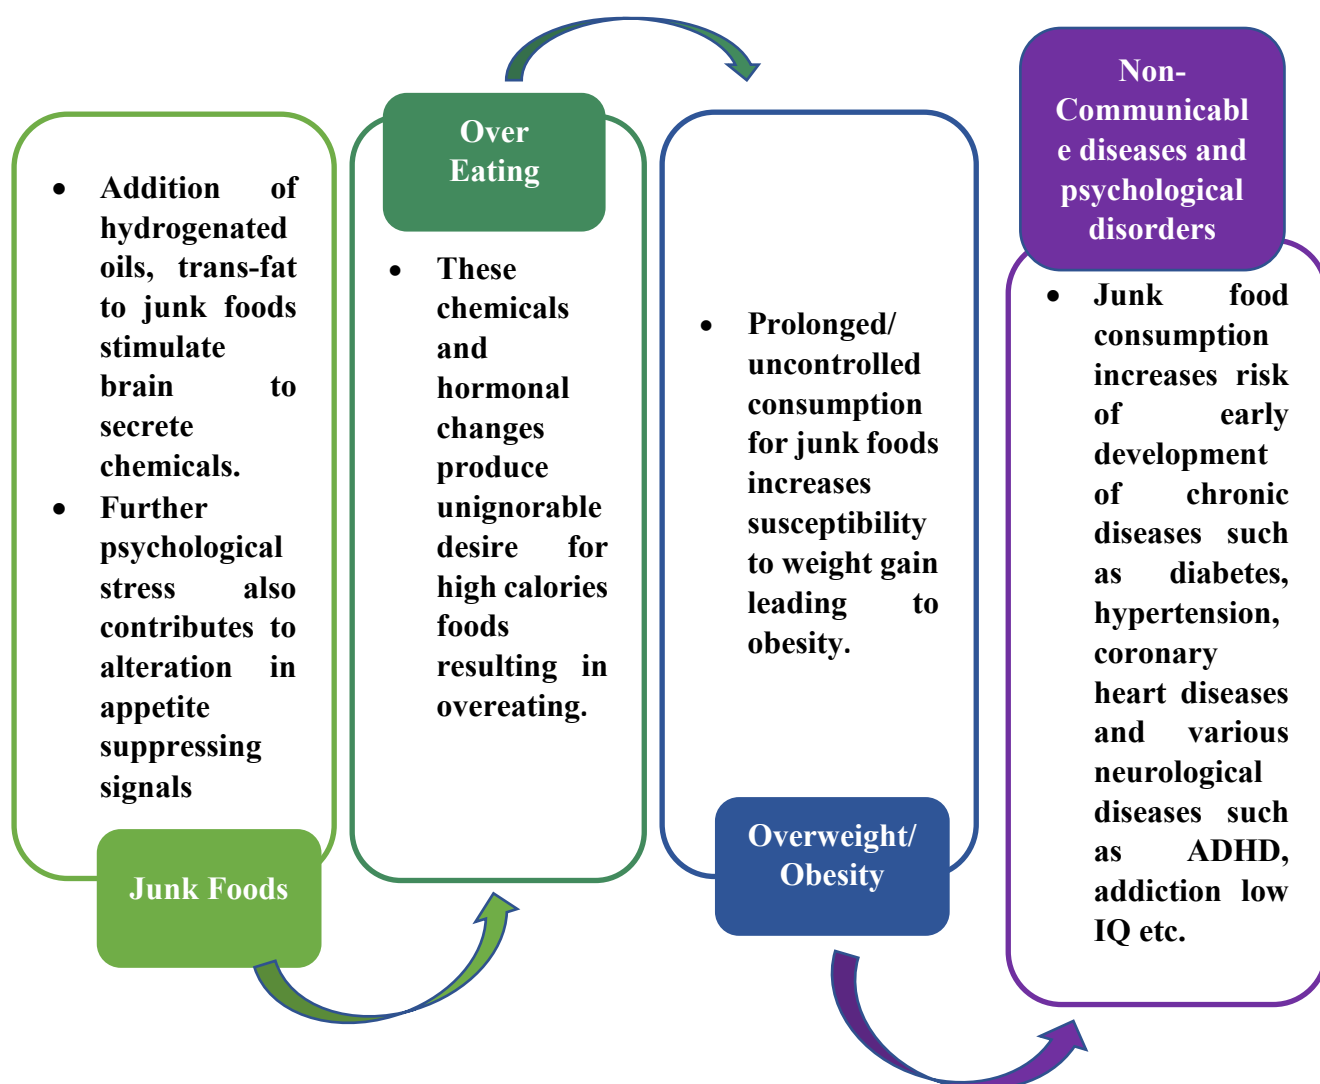 Addition of
hydrogenated
oils, trans-fat
to junk foods
stimulate
brain to
secrete
chemicals.
Further
psychological
stress also
contributes to
alteration in
appetite
suppressing
signals
Junk Foods
Over
Eating
These
chemicals
and
hormonal
changes
produce
unignorable
desire for
high calories
foods
resulting in
overeating.
Prolonged/
uncontrolled
consumption
for junk foods
increases
susceptibility
to weight gain
leading to
obesity.
Overweight/
Obesity
Non-
Communicabl
e diseases and
psychological
disorders
Junk food
consumption
increases risk
of early
development
of chronic
diseases such
as diabetes,
hypertension,
coronary
heart diseases
and various
neurological
diseases such
as ADHD,
addiction low
IQ etc.